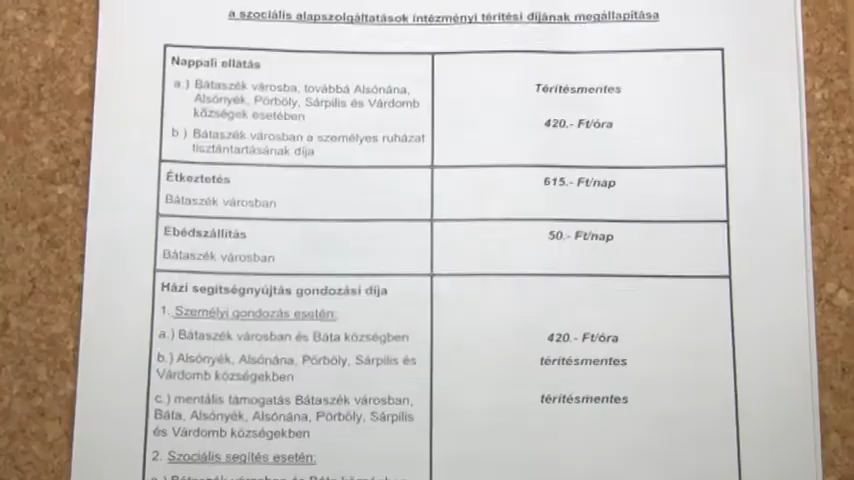 a szociális alapszolgáltatások intézményi térítési díjának megállapítása
Nappali ellátás
a.) Bátaszék városba, továbbá Alsónána,
Alsónyék, Pörböly, Sárpilis és Várdomb
községek esetében
Térítésmentes
b.) Bátaszék városban a személyes ruházat
tisztántartásának díja
420.- Ft/óra
Étkeztetés
Bátaszék városban
615.- Ft/nap
Ebédszállítás
Bátaszék városban
50.- Ft/nap
Házi segítségnyújtás gondozási díja
1. Személyi gondozás esetén:
a.) Bátaszék városban és Báta községben
420.- Ft/óra
b.) Alsónyék, Alsónána, Pörböly, Sárpilis és
Várdomb községekben
térítésmentes
c.) mentális támogatás Bátaszék városban,
Báta, Alsónyék, Alsónána, Pörböly, Sárpilis
és Várdomb községekben
térítésmentes
2. Szociális segítés esetén: